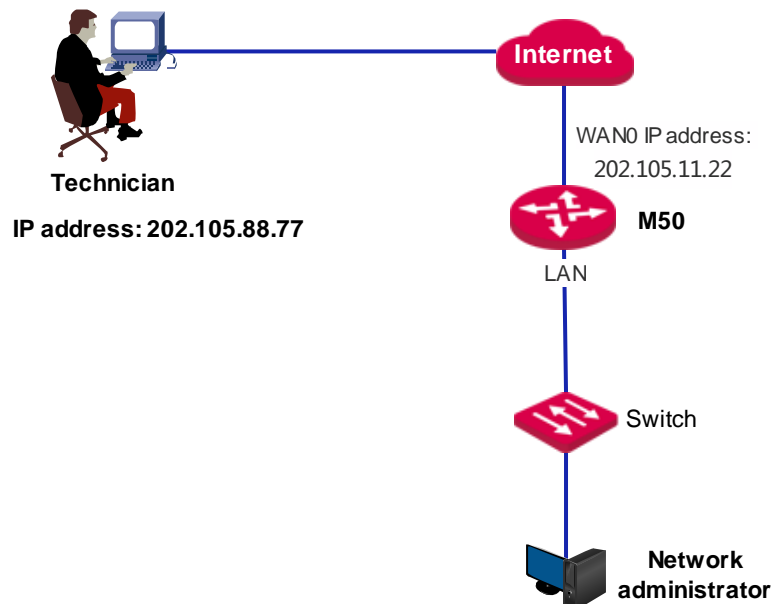 Internet
WAN0 IP address:
202.105.11.22
Technician
IP address: 202.105.88.77
M50
LAN
Switch
Network
administrator